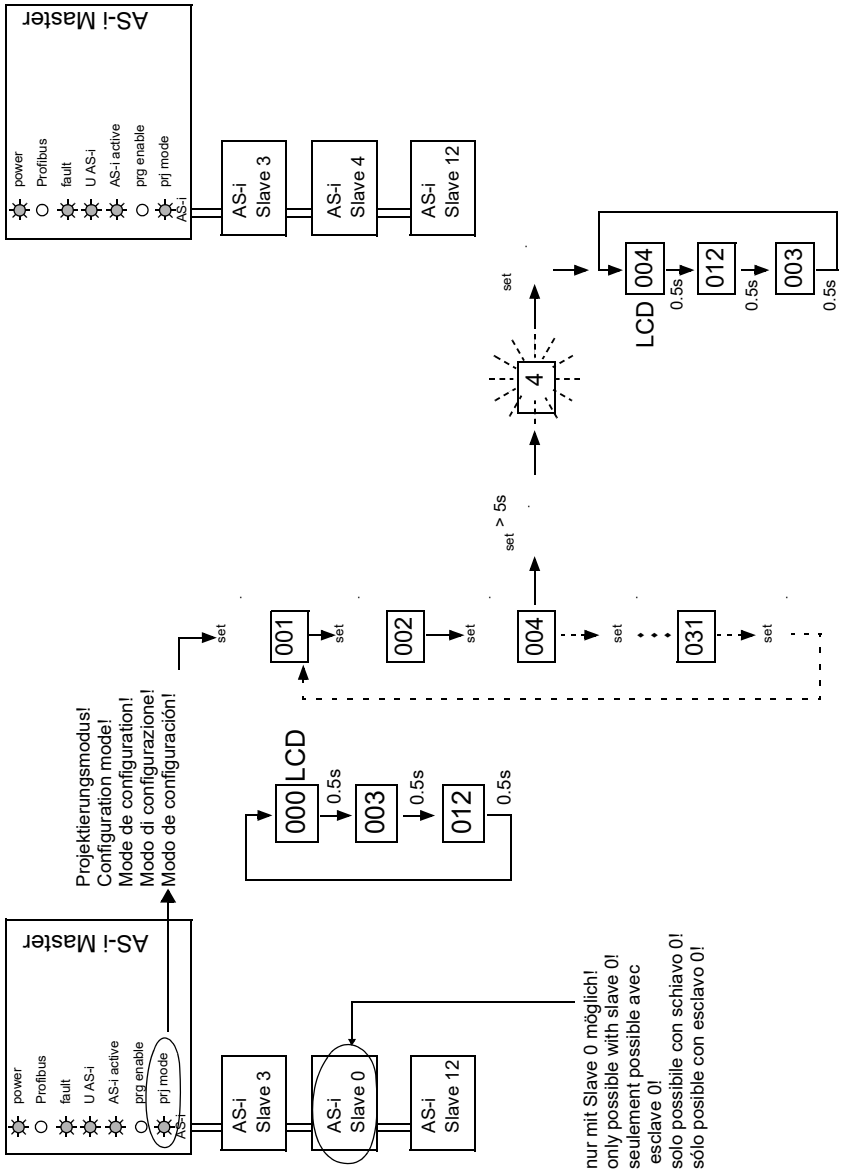 power
Profibus
fault
U AS-i
AS-i active
prg enable
prj mode
AS-i
AS-i Master
AS-i
Slave 3
AS-i
Slave 0
AS-i
Slave 12
nur mit Slave 0 möglich!
only possible with slave 0!
seulement possible avec
esclave 0!
solo possibile con schiavo 0!
sólo posible con esclavo 0!
Projektierungsmodus!
Configuration mode!
Mode de configuration!
Modo di configurazione!
Modo de configuración!
000 LCD
0.5s
003
0.5s
012
0.5s
set
001
set
002
set
004
set
031
set
set > 5s
4
set
LCD 004
0.5s
012
0.5s
003
0.5s
power
Profibus
fault
U AS-i
AS-i active
prg enable
prj mode
AS-i
AS-i Master
AS-i
Slave 3
AS-i
Slave 4
AS-i
Slave 12